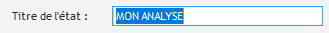 Titre de l'état : MON ANALYSE